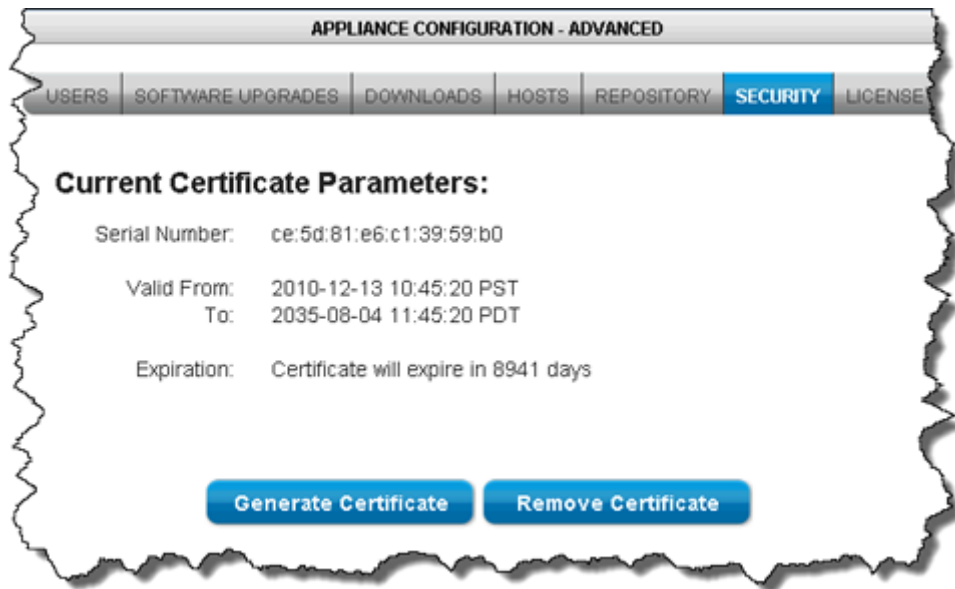 APPLIANCE CONFIGURATION - ADVANCED
USERS SOFTWARE UPGRADES DOWNLOADS HOSTS REPOSITORY SECURITY LICENSE
Current Certificate Parameters:
Serial Number: ce:5d:81:e6:c1:39:59:b0
Valid From: 2010-12-13 10:45:20 PST
To: 2035-08-04 11:45:20 PDT
Expiration: Certificate will expire in 8941 days
Generate Certificate Remove Certificate